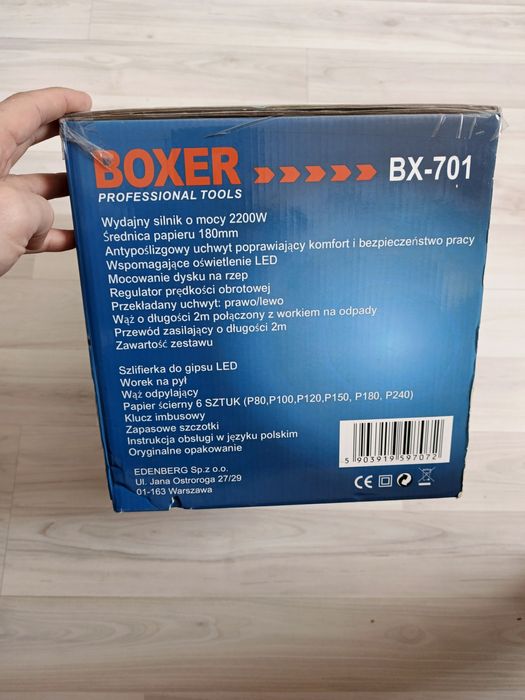 BOXER >>>>> BX-701
PROFESSIONAL TOOLS
Wydajny silnik o mocy 2200W
Średnica papieru 180mm
Antypoślizgowy uchwyt poprawiający komfort i bezpieczeństwo pracy
Wspomagające oświetlenie LED
Mocowanie dysku na rzep
Regulator prędkości obrotowej
Przekładany uchwyt: prawo/lewo
Wąż o długości 2m połączony z workiem na odpady
Przewód zasilający o długości 2m
Zawartość zestawu
Szlifierka do gipsu LED
Worek na pył
Wąż odpylający
Papier ścierny 6 SZTUK (P80,P100,P120,P150, P180, P240)
Klucz imbusowy
Zapasowe szczotki
Instrukcja obsługi w języku polskim
Oryginalne opakowanie
EDENBERG Sp.z o.o.
Ul. Jana Ostroroga 27/29
01-163 Warszawa
5 903919 597072
CE